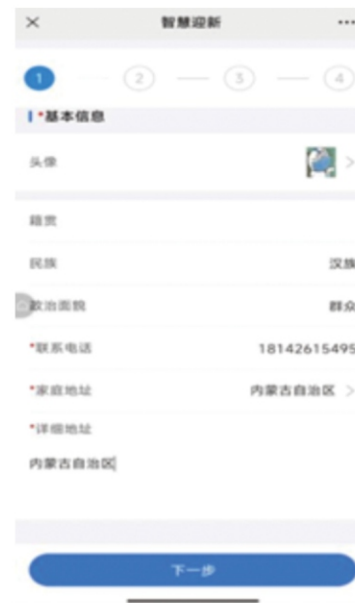 × 智慧迎新 ...
1 2 3 4
*基本信息
头像 >
籍贯
民族 汉族
政治面貌 群众
*联系电话 18142615495
*家庭地址 内蒙古自治区 >
*详细地址
内蒙古自治区
下一步